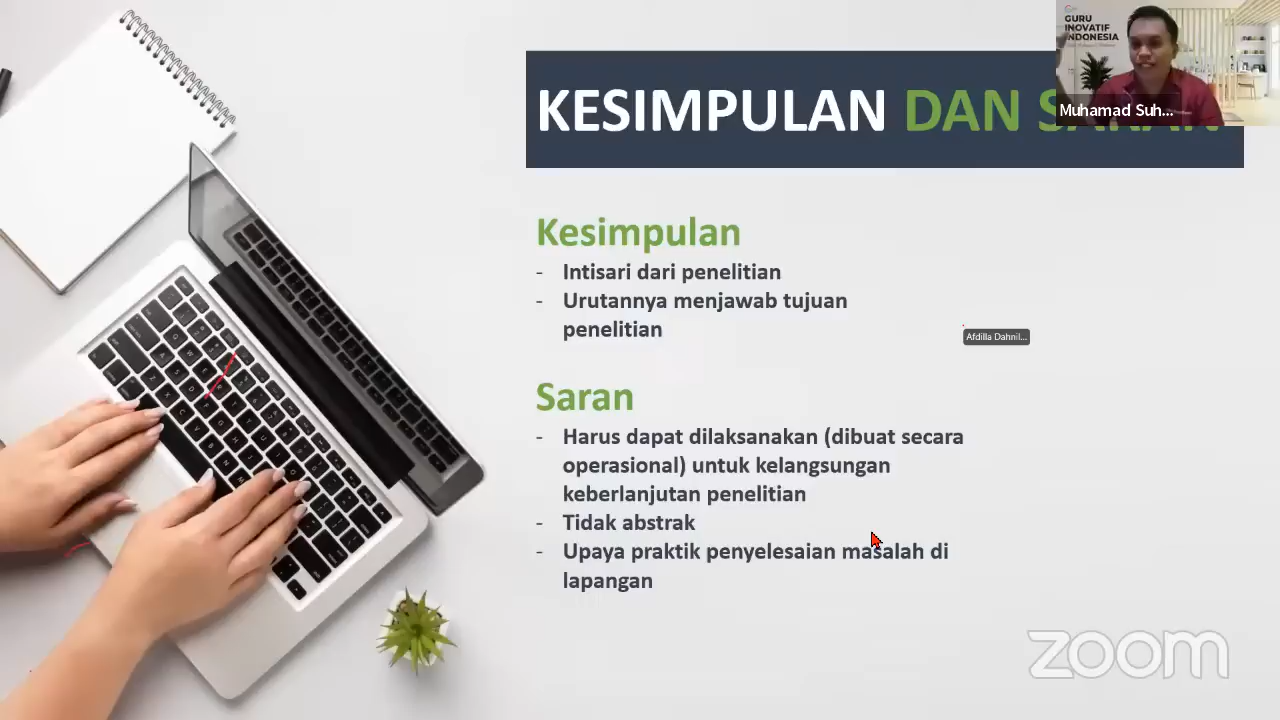 GURU
INOVATIF
INDONESIA
Muhamad Suh...
KESIMPULAN DAN SARAN
Kesimpulan
- Intisari dari penelitian
- Urutannya menjawab tujuan
penelitian
Afdilla Dahnil...
Saran
- Harus dapat dilaksanakan (dibuat secara
operasional) untuk kelangsungan
keberlanjutan penelitian
- Tidak abstrak
- Upaya praktik penyelesaian masalah di
lapangan
zoom